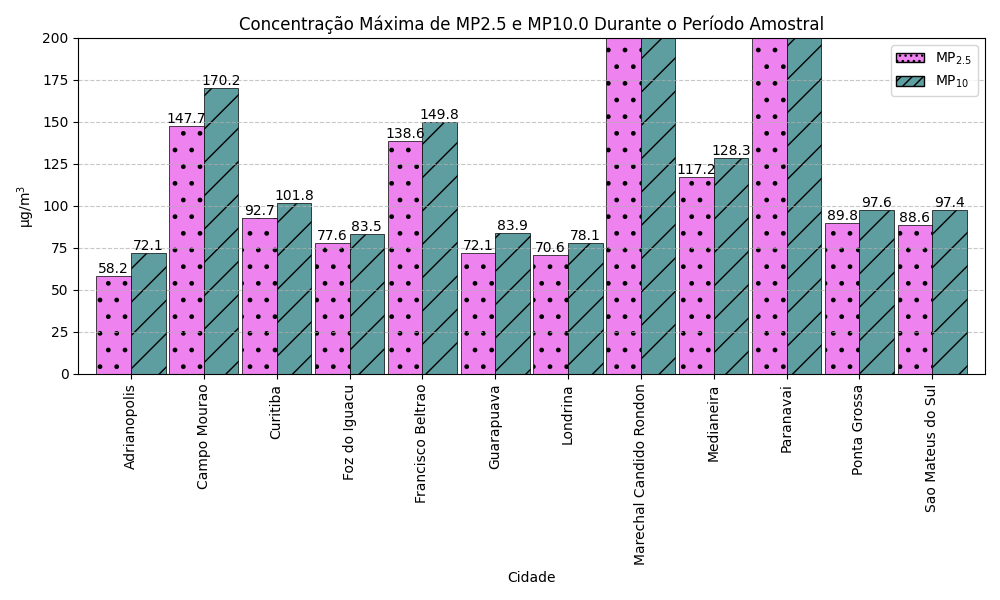 Concentração Máxima de MP2.5 e MP10.0 Durante o Período Amostral
MP2.5
MP10
µg/m³
200
175
150
125
100
75
50
25
0
58.2
72.1
147.7
170.2
92.7
101.8
77.6
83.5
138.6
149.8
72.1
83.9
70.6
78.1
117.2
128.3
89.8
97.6
88.6
97.4
Adrianopolis
Campo Mourao
Curitiba
Foz do Iguacu
Francisco Beltrao
Guarapuava
Londrina
Marechal Candido Rondon
Medianeira
Paranavai
Ponta Grossa
Sao Mateus do Sul
Cidade